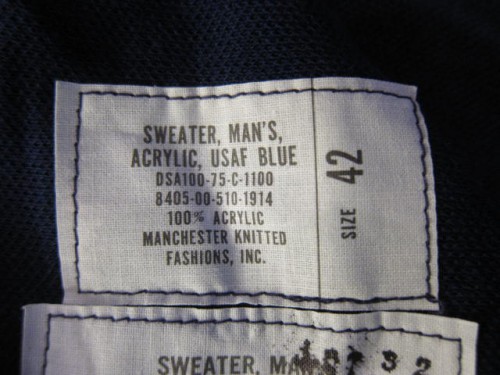 SWEATER, MAN'S,
ACRYLIC, USAF BLUE
DSA100-75-C-1100
8405-00-510-1914
100% ACRYLIC
MANCHESTER KNITTED
FASHIONS, INC.
SIZE 42
SWEATER,